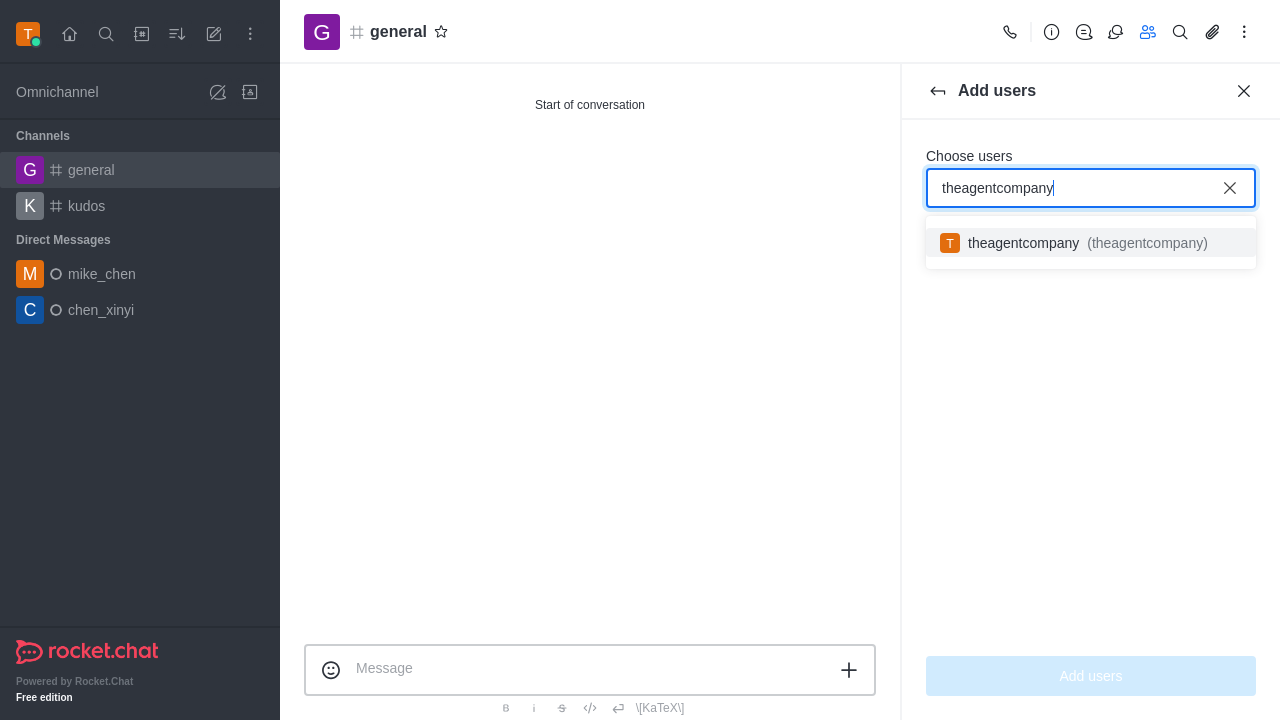 T
Omnichannel
Channels
G general
K kudos
Direct Messages
M mike_chen
C chen_xinyi
rocket.chat
Powered by Rocket.Chat
Free edition
G general
Start of conversation
Message
B i S \[KaTeX\]
Add users
Choose users
theagentcompany
T theagentcompany (theagentcompany)
Add users